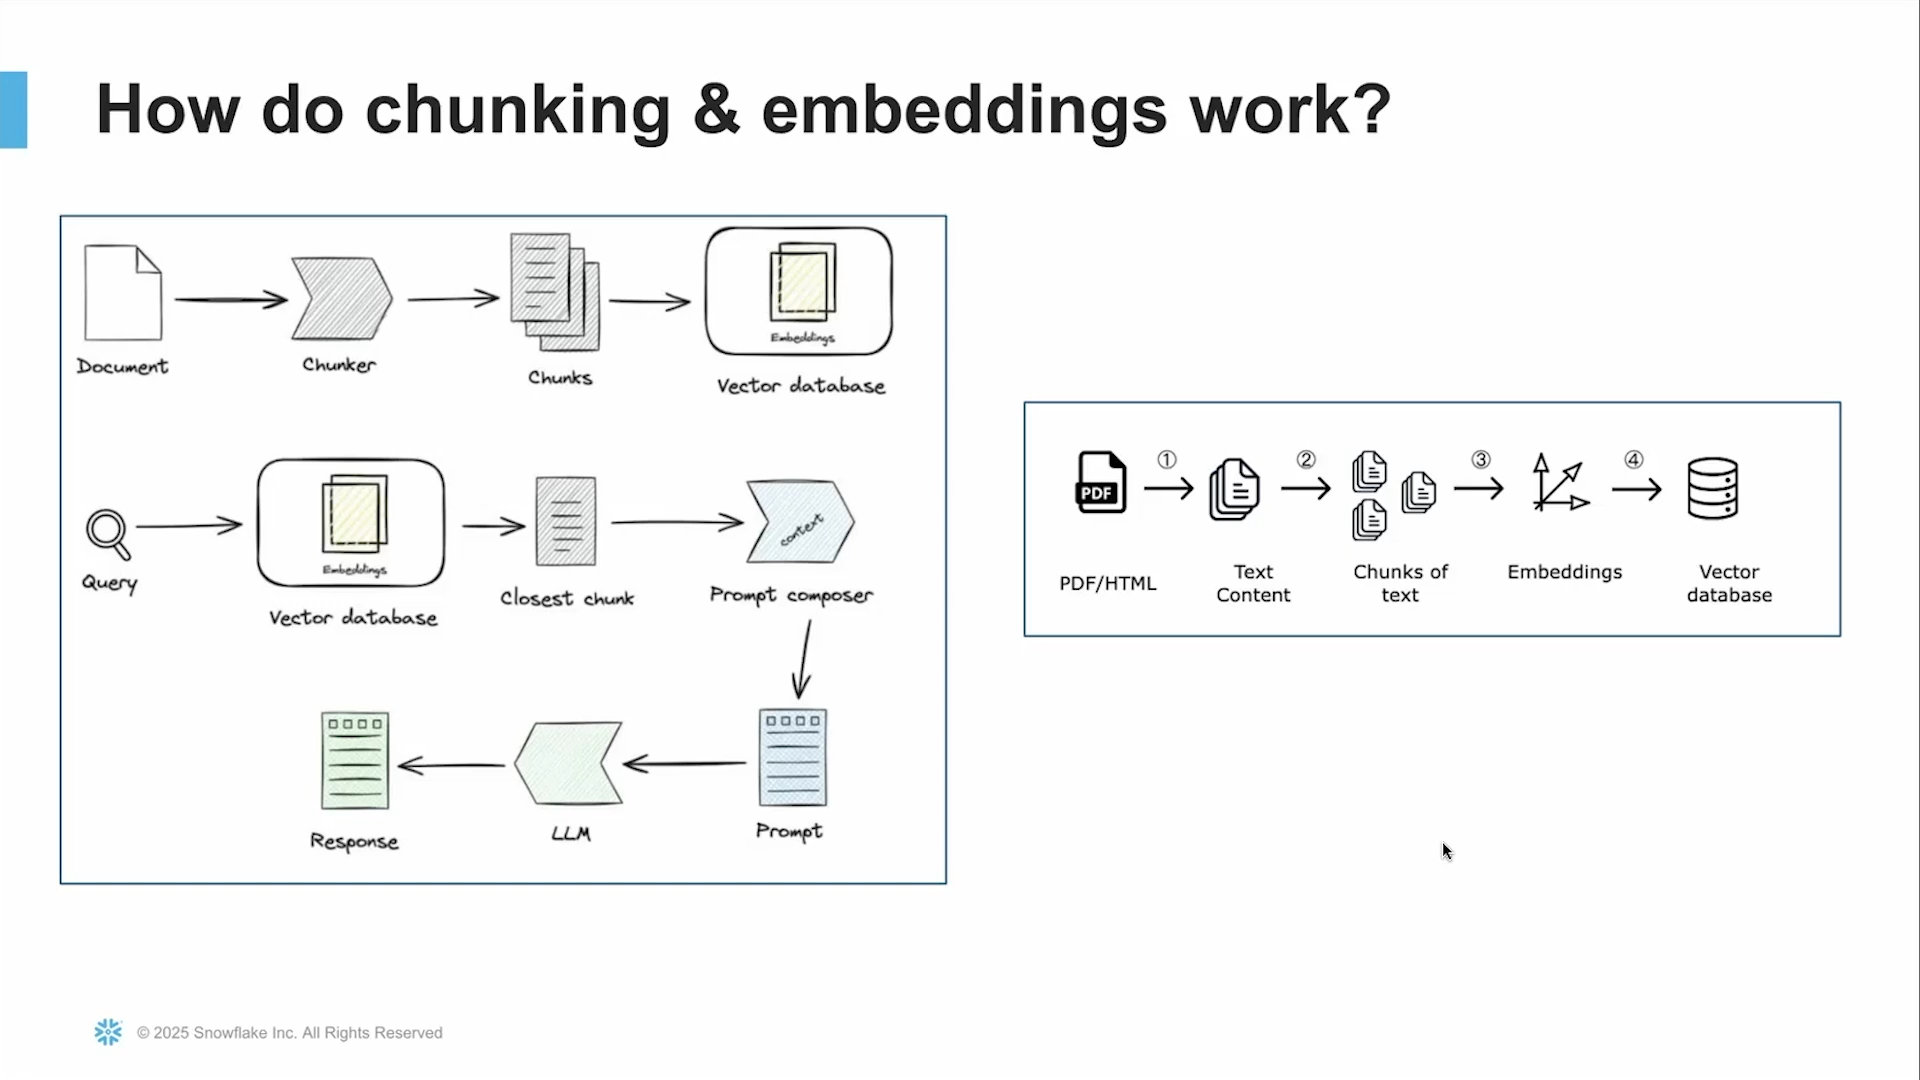 How do chunking & embeddings work?
Document
Chunker
Chunks
Embeddings
Vector database
Query
Embeddings
Vector database
Closest chunk
context
Prompt composer
Response
LLM
Prompt
① ② ③ ④
PDF
PDF/HTML
Text
Content
Chunks of
text
Embeddings
Vector
database
© 2025 Snowflake Inc. All Rights Reserved